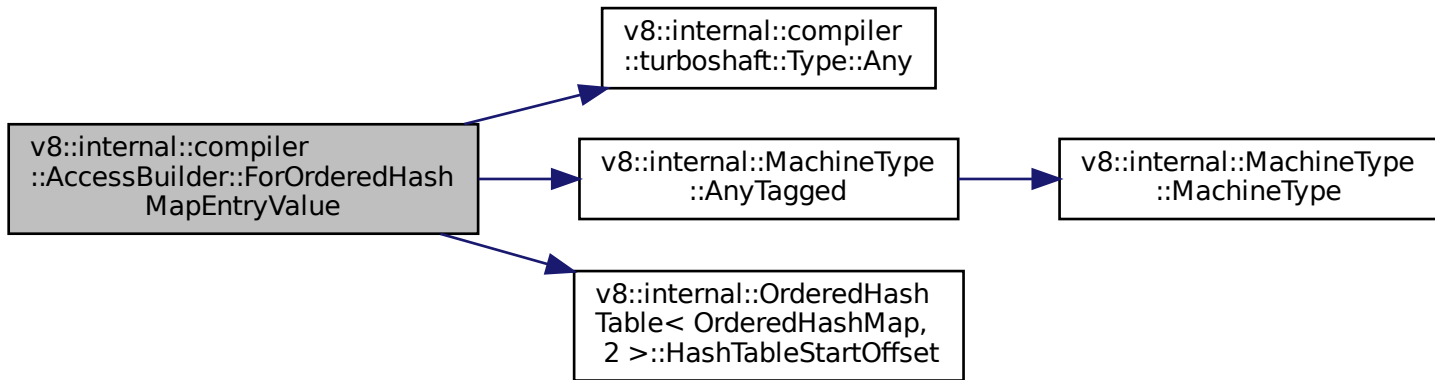 v8::internal::compiler
::turboshaft::Type::Any
v8::internal::compiler
::AccessBuilder::ForOrderedHash
MapEntryValue
v8::internal::MachineType
::AnyTagged
v8::internal::MachineType
::MachineType
v8::internal::OrderedHash
Table< OrderedHashMap,
2 >::HashTableStartOffset